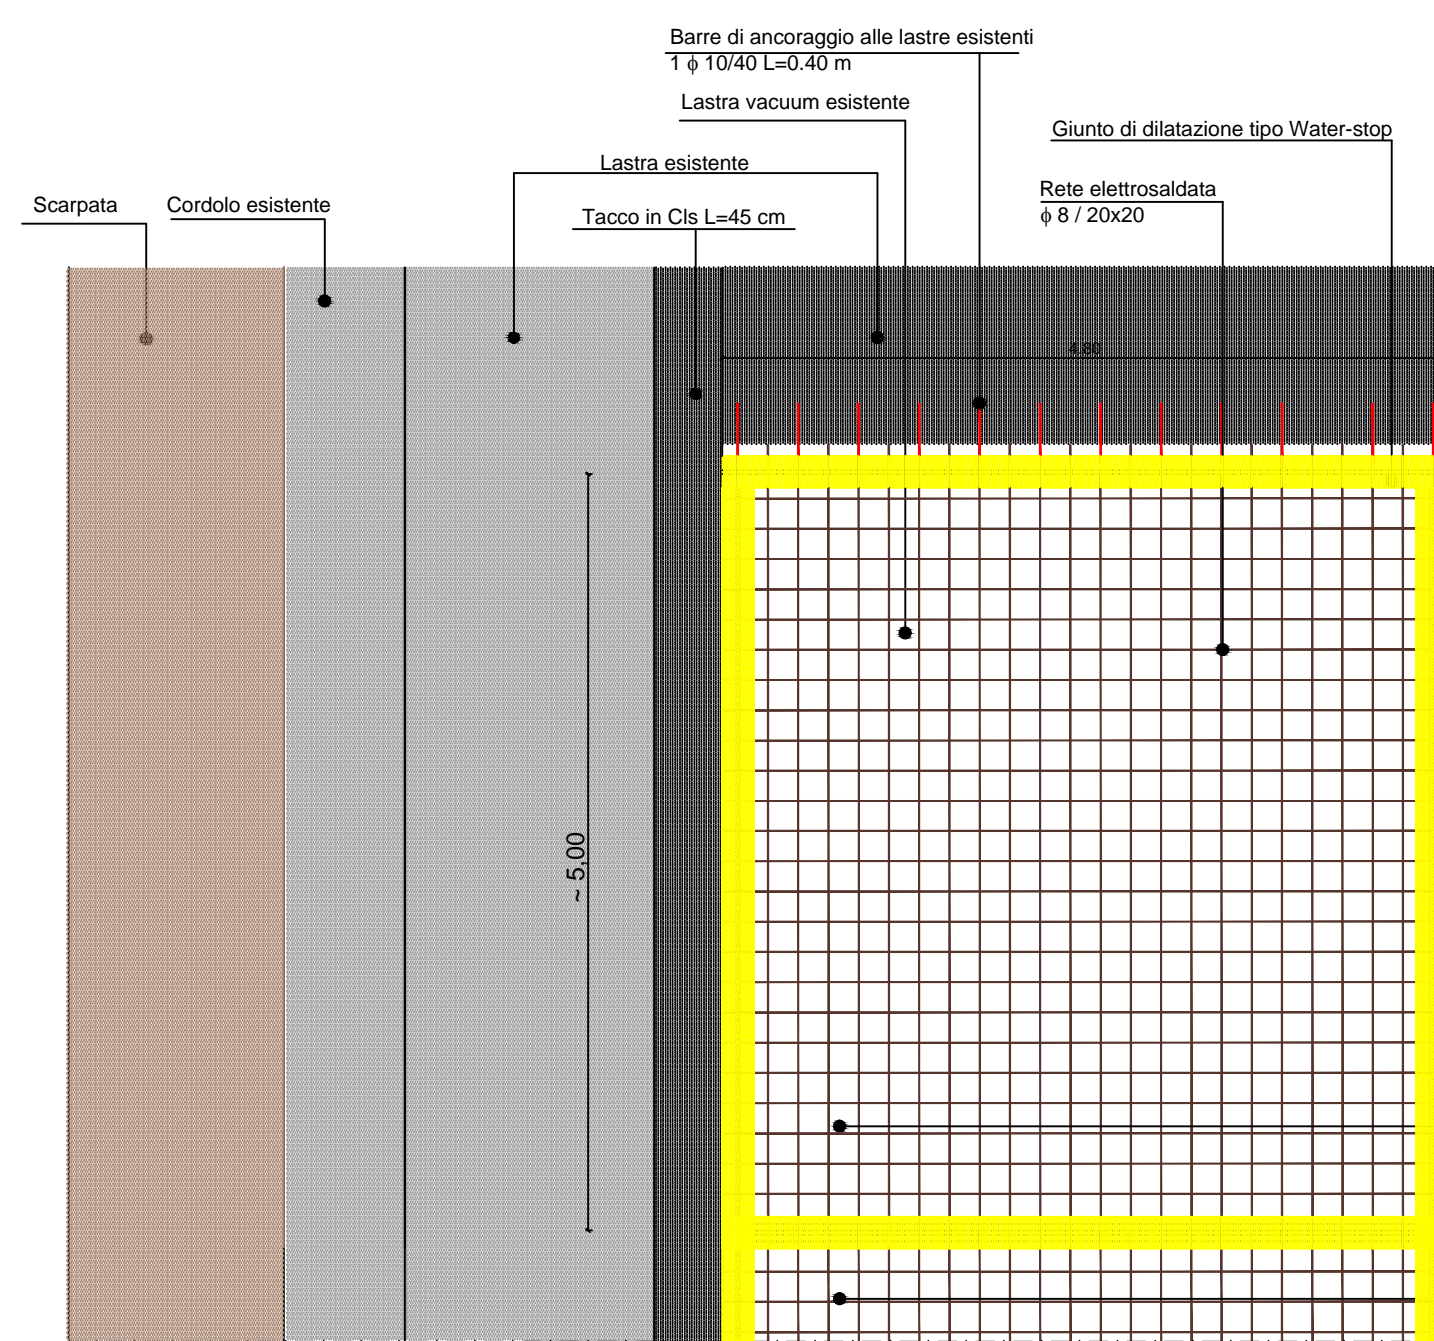 Barre di ancoraggio alle lastre esistenti
1 ϕ 10/40 L=0.40 m
Lastra vacuum esistente
Giunto di dilatazione tipo Water-stop
Lastra esistente
Rete elettrosaldata
ϕ 8 / 20x20
Scarpata
Cordolo esistente
Tacco in Cls L=45 cm
4.80
~ 5,00